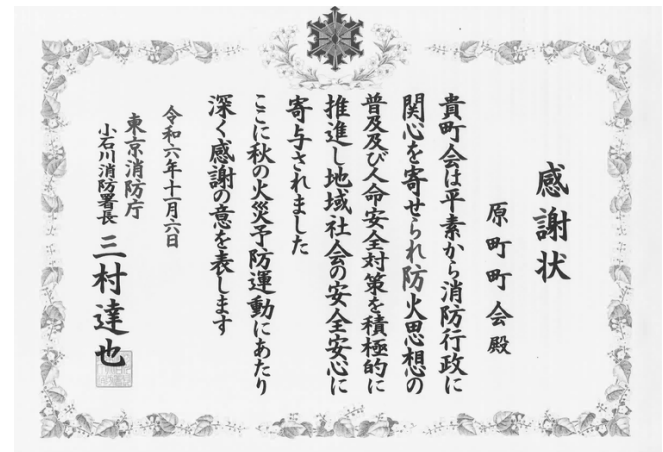 感謝状
原町町会殿
貴町会は平素から消防行政に
関心を寄せられ防火思想の
普及及び人命安全対策を積極的に
推進し地域社会の安全安心に
寄与されました
ここに秋の火災予防運動にあたり
深く感謝の意を表します
令和六年十一月六日
東京消防庁
小石川消防署長 三村達也